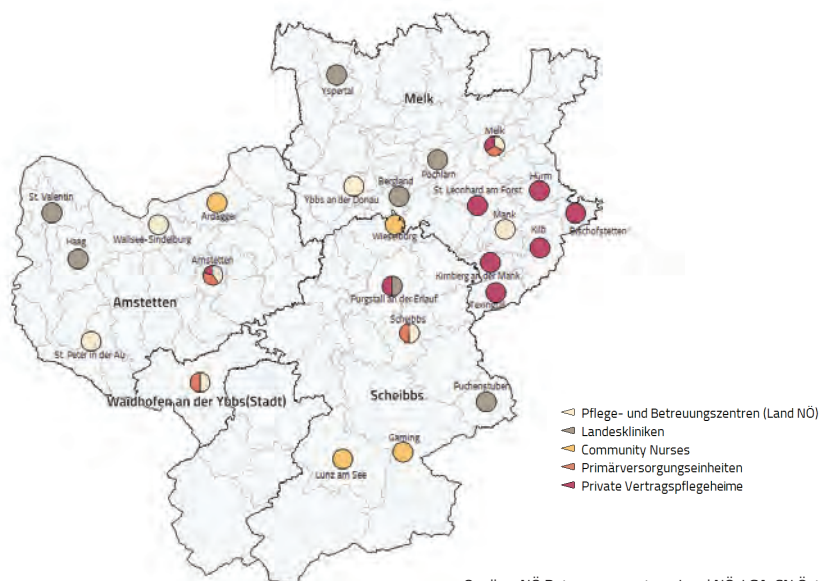 Yspertal
Melk
Melk
Pöchlarn
Hürm
Bergland
Ybbs an der Donau
St. Leonhard am Forst
St. Valentin
Ardagger
Mank
Wallsee-Sindelburg
Wieselburg
Kilb
Bischofstetten
Haag
Amstetten
Kirnberg an der Mank
Amstetten
Purgstall an der Erlauf
Texingtal
Scheibbs
St. Peter in der Au
Waidhofen an der Ybbs(Stadt)
Scheibbs
Puchenstuben
Gaming
Lunz am See
Pflege- und Betreuungszentren (Land NÖ)
Landeskliniken
Community Nurses
Primärversorgungseinheiten
Private Vertragspflegeheime